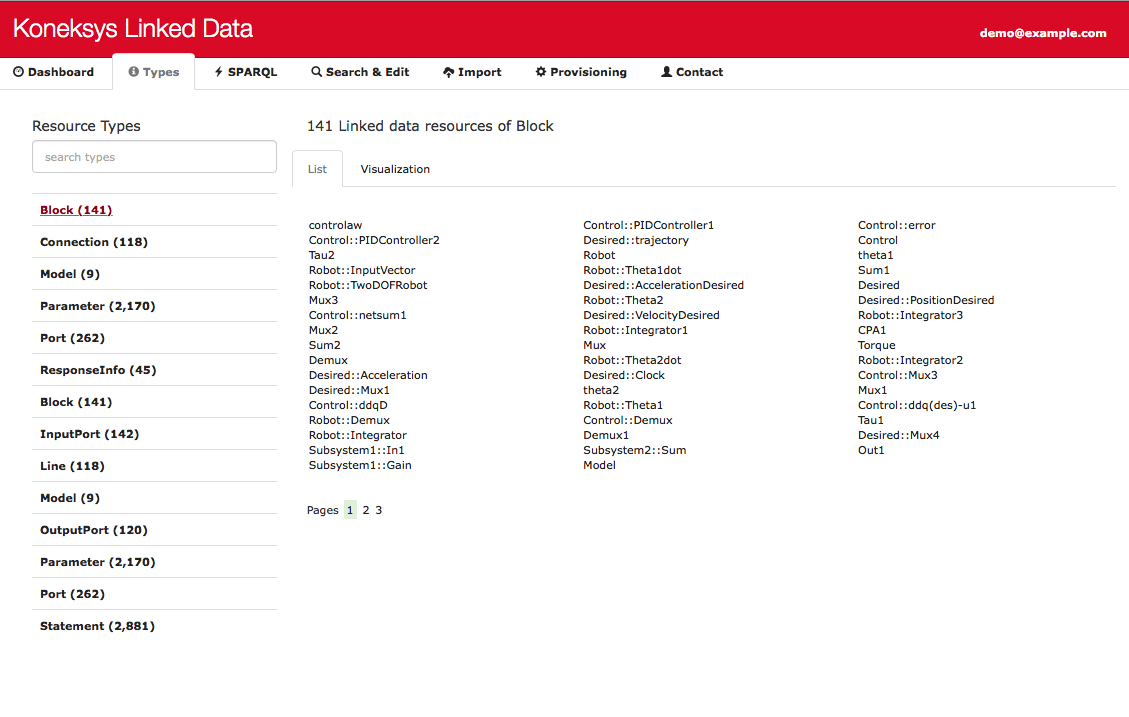 Koneksys Linked Data
demo@example.com
Dashboard Types SPARQL Search & Edit Import Provisioning Contact
Resource Types
search types
Block (141)
Connection (118)
Model (9)
Parameter (2,170)
Port (262)
ResponseInfo (45)
Block (141)
InputPort (142)
Line (118)
Model (9)
OutputPort (120)
Parameter (2,170)
Port (262)
Statement (2,881)
141 Linked data resources of Block
List Visualization
controlaw Control::PIDController1 Control::error
Control::PIDController2 Desired::trajectory Control
Tau2 Robot theta1
Robot::InputVector Robot::Theta1dot Sum1
Robot::TwoDOFRobot Desired::AccelerationDesired Desired
Mux3 Robot::Theta2 Desired::PositionDesired
Control::netsum1 Desired::VelocityDesired Robot::Integrator3
Mux2 Robot::Integrator1 CPA1
Sum2 Mux Torque
Demux Robot::Theta2dot Robot::Integrator2
Desired::Acceleration Desired::Clock Control::Mux3
Desired::Mux1 theta2 Mux1
Control::ddqD Robot::Theta1 Control::ddq(des)-u1
Robot::Demux Control::Demux Tau1
Robot::Integrator Demux1 Desired::Mux4
Subsystem1::In1 Subsystem2::Sum Out1
Subsystem1::Gain Model
Pages 1 2 3